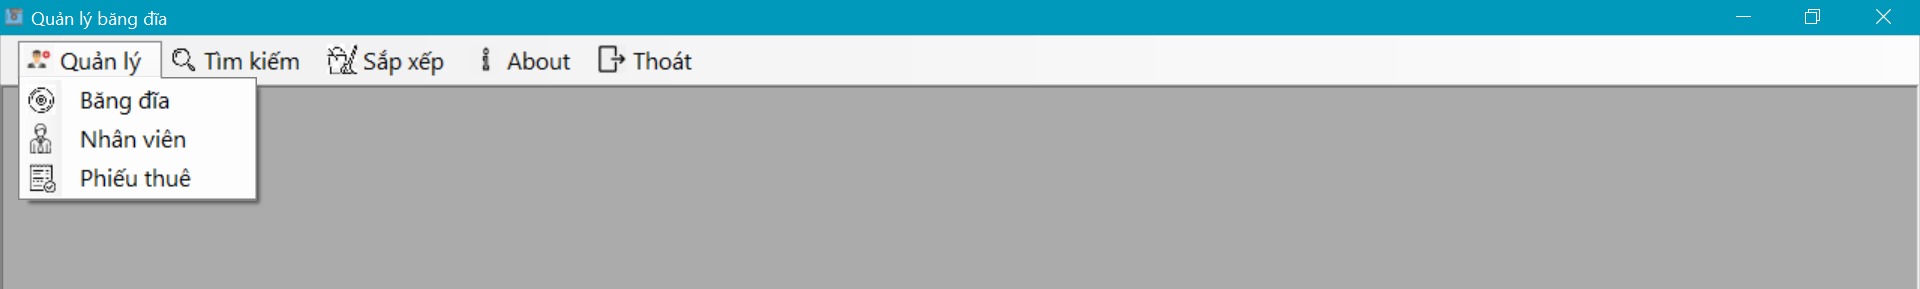 Quản lý băng đĩa
Quản lý Tìm kiếm Sắp xếp About Thoát
Băng đĩa
Nhân viên
Phiếu thuê